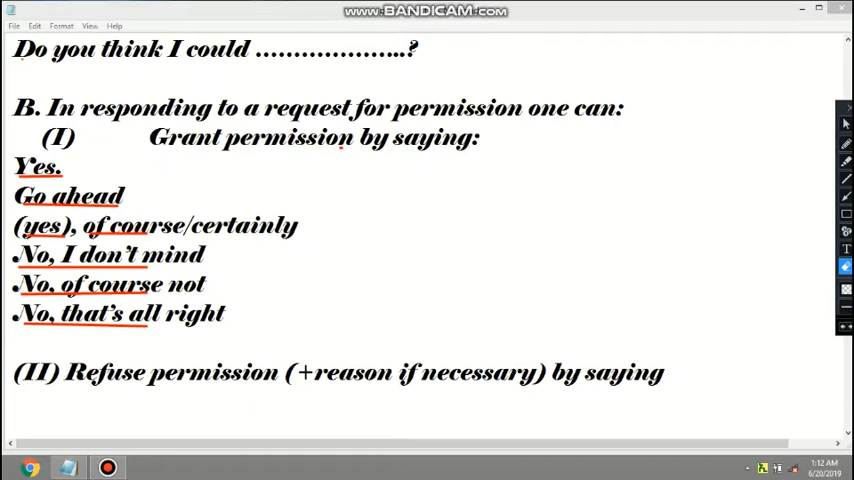 www.BANDICAM.com
File Edit Format View Help
Do you think I could …………………..?
B. In responding to a request for permission one can:
(I) Grant permission by saying:
Yes.
Go ahead
(yes), of course/certainly
.No, I don't mind
.No, of course not
.No, that's all right
(II) Refuse permission (+reason if necessary) by saying
T
1:12 AM
6/20/2019